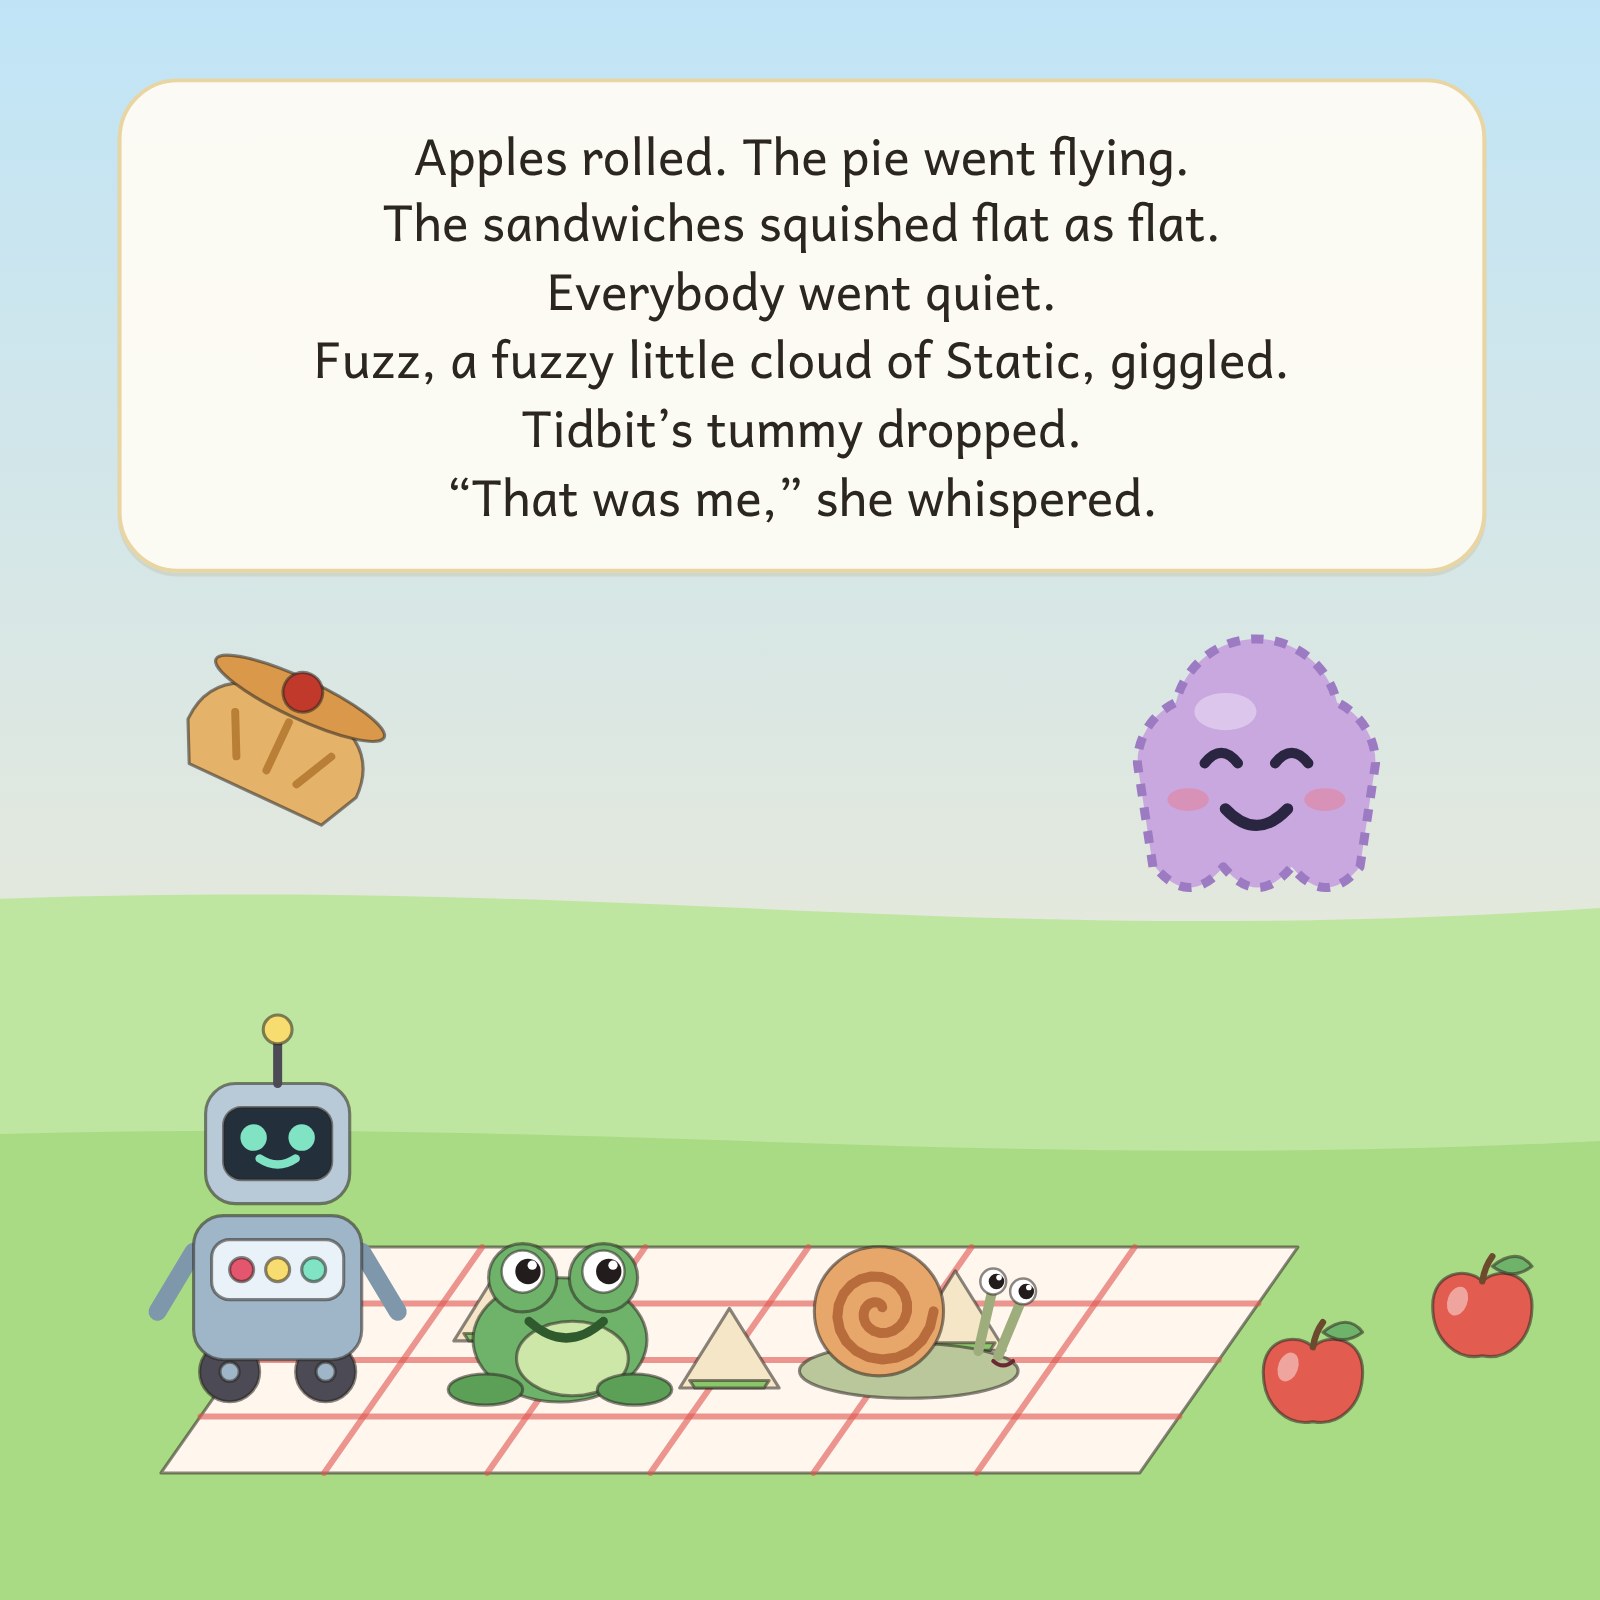 Apples rolled. The pie went flying.
The sandwiches squished flat as flat.
Everybody went quiet.
Fuzz, a fuzzy little cloud of Static, giggled.
Tidbit’s tummy dropped.
“That was me,” she whispered.